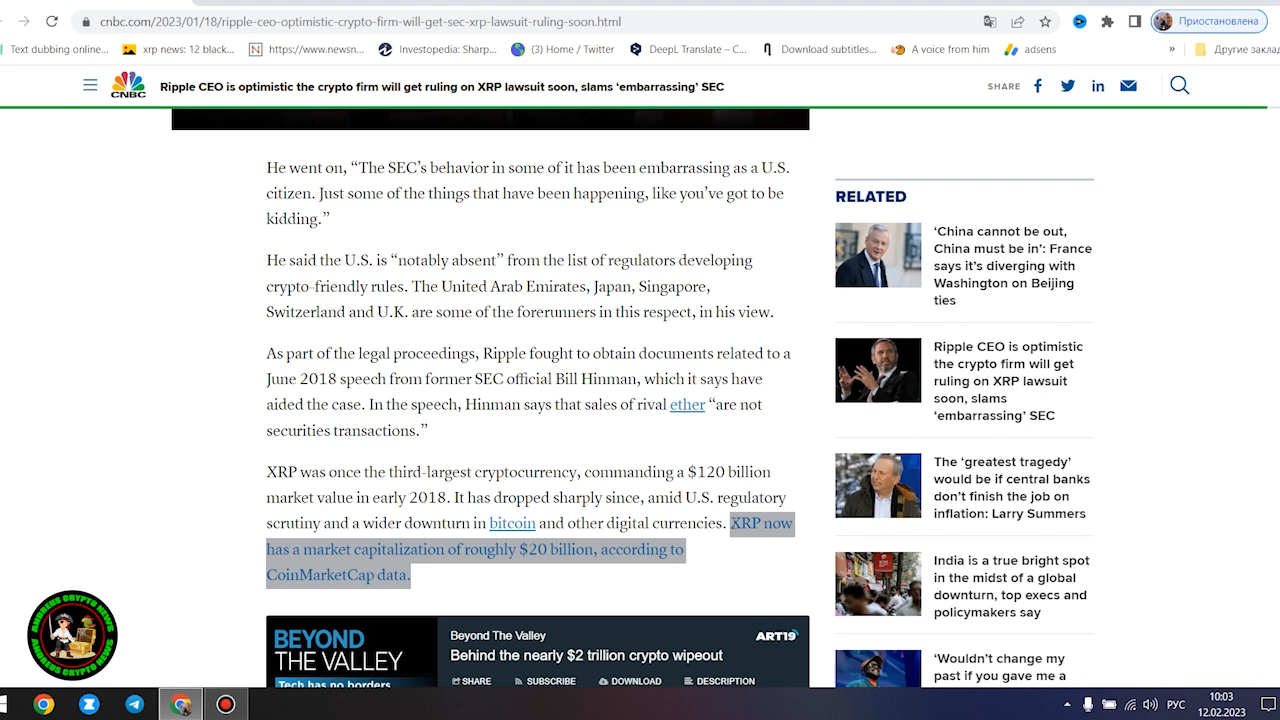 cnbc.com/2023/01/18/ripple-ceo-optimistic-crypto-firm-will-get-sec-xrp-lawsuit-ruling-soon.html
Приостановлена
Text dubbing online...
xrp news: 12 black...
https://www.newsn...
Investopedia: Sharp...
(3) Home / Twitter
DeepL Translate – C...
Download subtitles...
A voice from him
adsens
»
Другие закла
CNBC
Ripple CEO is optimistic the crypto firm will get ruling on XRP lawsuit soon, slams ‘embarrassing’ SEC
SHARE
He went on, “The SEC’s behavior in some of it has been embarrassing as a U.S.
citizen. Just some of the things that have been happening, like you’ve got to be
kidding.”
He said the U.S. is “notably absent” from the list of regulators developing
crypto-friendly rules. The United Arab Emirates, Japan, Singapore,
Switzerland and U.K. are some of the forerunners in this respect, in his view.
As part of the legal proceedings, Ripple fought to obtain documents related to a
June 2018 speech from former SEC official Bill Hinman, which it says have
aided the case. In the speech, Hinman says that sales of rival ether “are not
securities transactions.”
XRP was once the third-largest cryptocurrency, commanding a $120 billion
market value in early 2018. It has dropped sharply since, amid U.S. regulatory
scrutiny and a wider downturn in bitcoin and other digital currencies. XRP now
has a market capitalization of roughly $20 billion, according to
CoinMarketCap data.
RELATED
‘China cannot be out,
China must be in’: France
says it’s diverging with
Washington on Beijing
ties
Ripple CEO is optimistic
the crypto firm will get
ruling on XRP lawsuit
soon, slams
‘embarrassing’ SEC
The ‘greatest tragedy’
would be if central banks
don’t finish the job on
inflation: Larry Summers
India is a true bright spot
in the midst of a global
downturn, top execs and
policymakers say
‘Wouldn’t change my
past if you gave me a
ANDREUS CRYPTO NEWS
ANDREUS CRYPTO NEWS
BEYOND
THE VALLEY
Tech has no borders
Beyond The Valley
Behind the nearly $2 trillion crypto wipeout
ART19
SHARE
SUBSCRIBE
DOWNLOAD
DESCRIPTION
РУС
10:03
12.02.2023